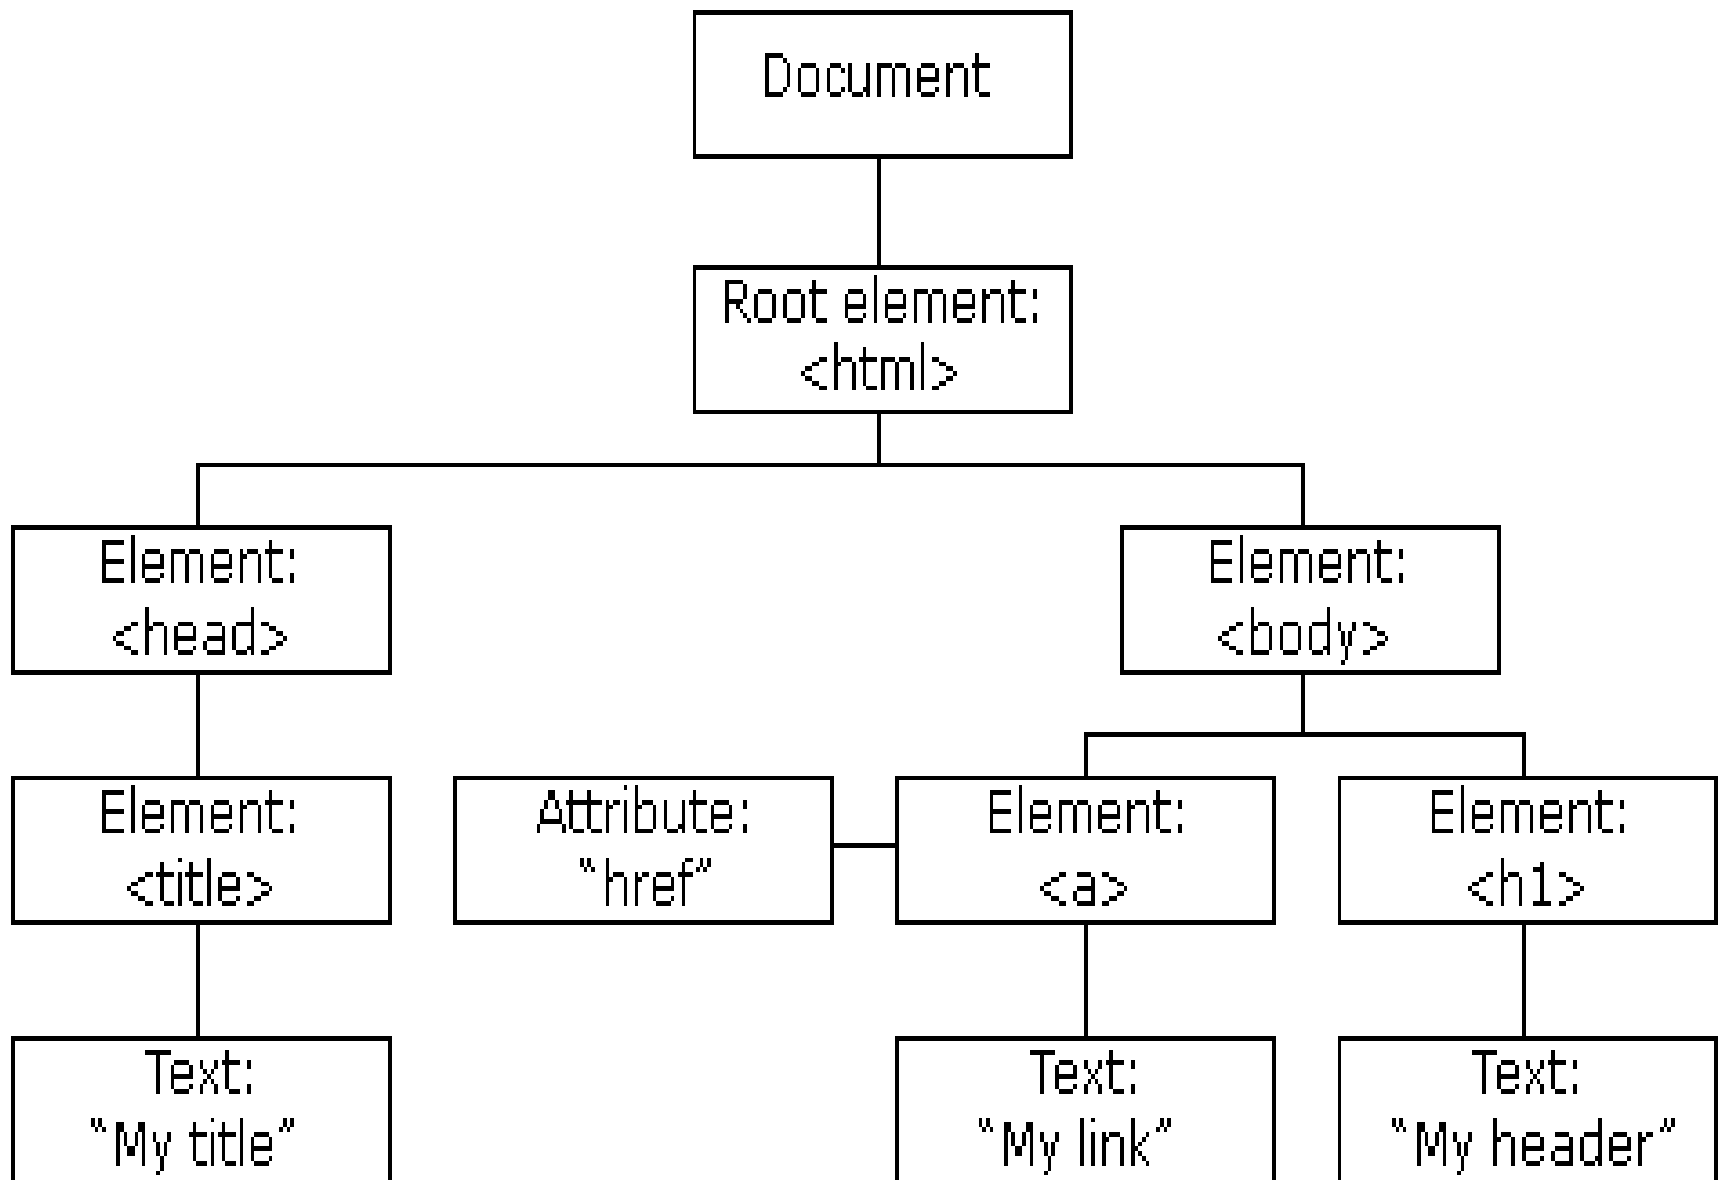 Document
Root element:
<html>
Element:
<head>
Element:
<body>
Element:
<title>
Attribute:
“href”
Element:
<a>
Element:
<h1>
Text:
“My title”
Text:
“My link”
Text:
“My header”